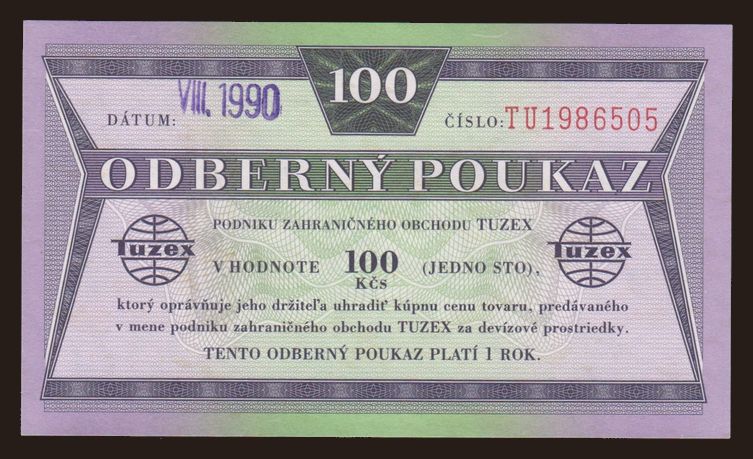 100
DÁTUM: VIII. 1990
ČÍSLO: TU1986505
ODBERNÝ POUKAZ
PODNIKU ZAHRANIČNÉHO OBCHODU TUZEX
Tuzex
V HODNOTE 100 (JEDNO STO),
KČS
Tuzex
ktorý oprávňuje jeho držiteľa uhradiť kúpnu cenu tovaru, predávaného
v mene podniku zahraničného obchodu TUZEX za devízové prostriedky.
TENTO ODBERNÝ POUKAZ PLATÍ 1 ROK.